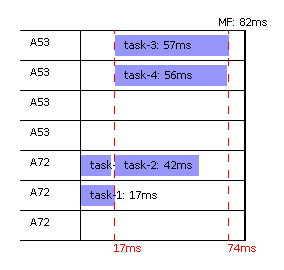 MF: 82ms
A53 task-3: 57ms
A53 task-4: 56ms
A53
A53
A72 task- task-2: 42ms
A72 task-1: 17ms
A72
17ms 74ms